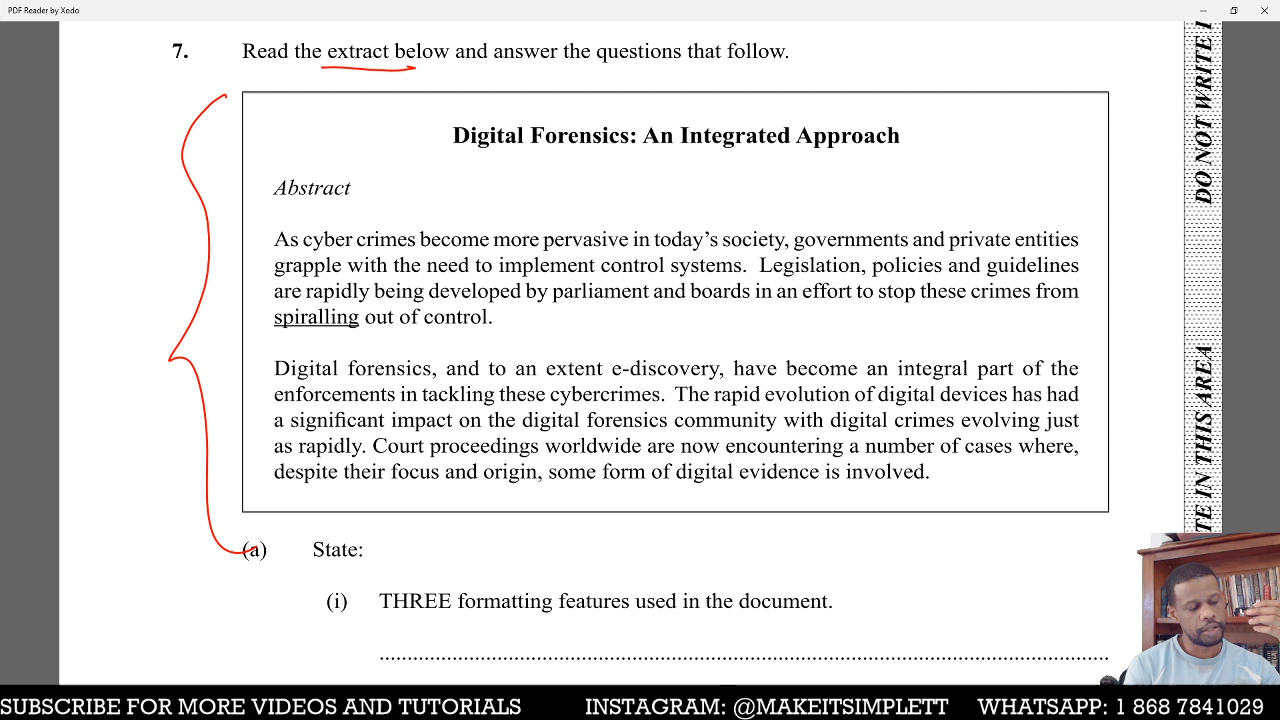 PDF Reader by Xodo
7. Read the extract below and answer the questions that follow.
Digital Forensics: An Integrated Approach
Abstract
As cyber crimes become more pervasive in today's society, governments and private entities
grapple with the need to implement control systems. Legislation, policies and guidelines
are rapidly being developed by parliament and boards in an effort to stop these crimes from
spiralling out of control.
Digital forensics, and to an extent e-discovery, have become an integral part of the
enforcements in tackling these cybercrimes. The rapid evolution of digital devices has had
a significant impact on the digital forensics community with digital crimes evolving just
as rapidly. Court proceedings worldwide are now encountering a number of cases where,
despite their focus and origin, some form of digital evidence is involved.
(a) State:
(i) THREE formatting features used in the document.
DO NOT WRITE I
TE IN THIS AREA
SUBSCRIBE FOR MORE VIDEOS AND TUTORIALS INSTAGRAM: @MAKEITSIMPLETT WHATSAPP: 1 868 7841029